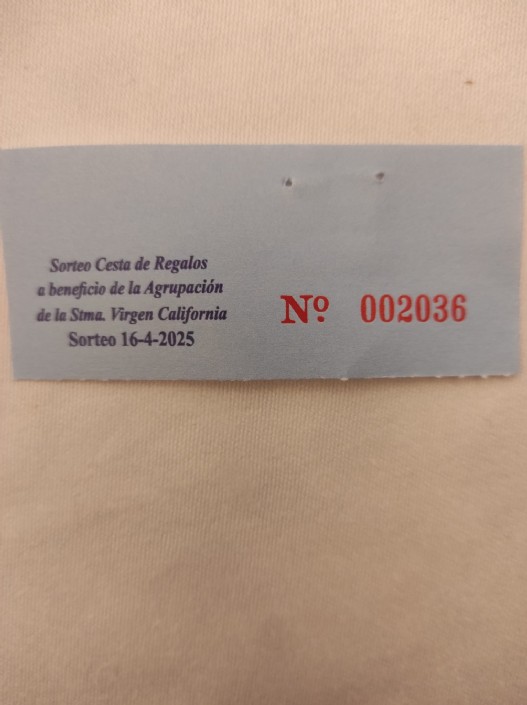 Sorteo Cesta de Regalos
a beneficio de la Agrupación
de la Stma. Virgen California
Sorteo 16-4-2025
Nº 002036